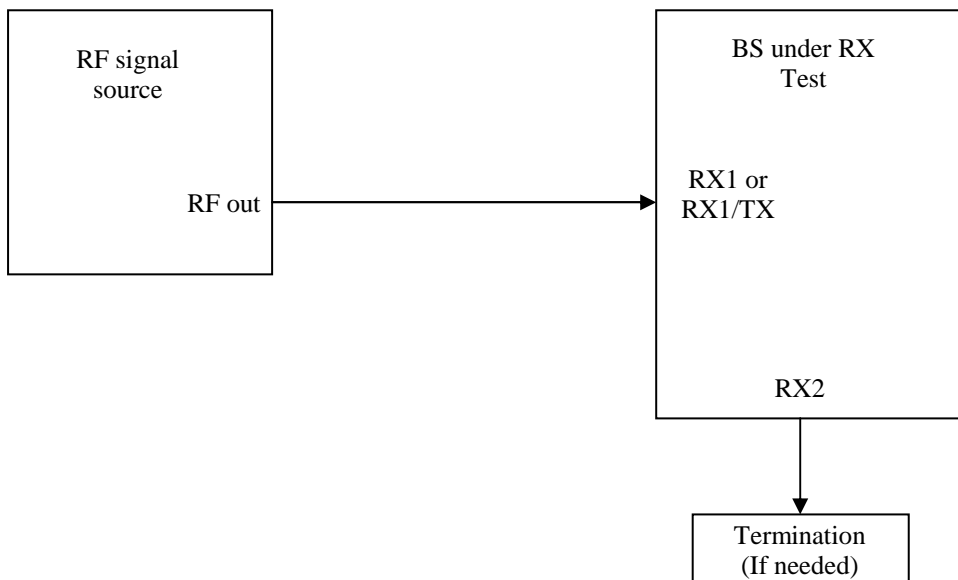 RF signal
source
RF out
BS under RX
Test
RX1 or
RX1/TX
RX2
Termination
(If needed)